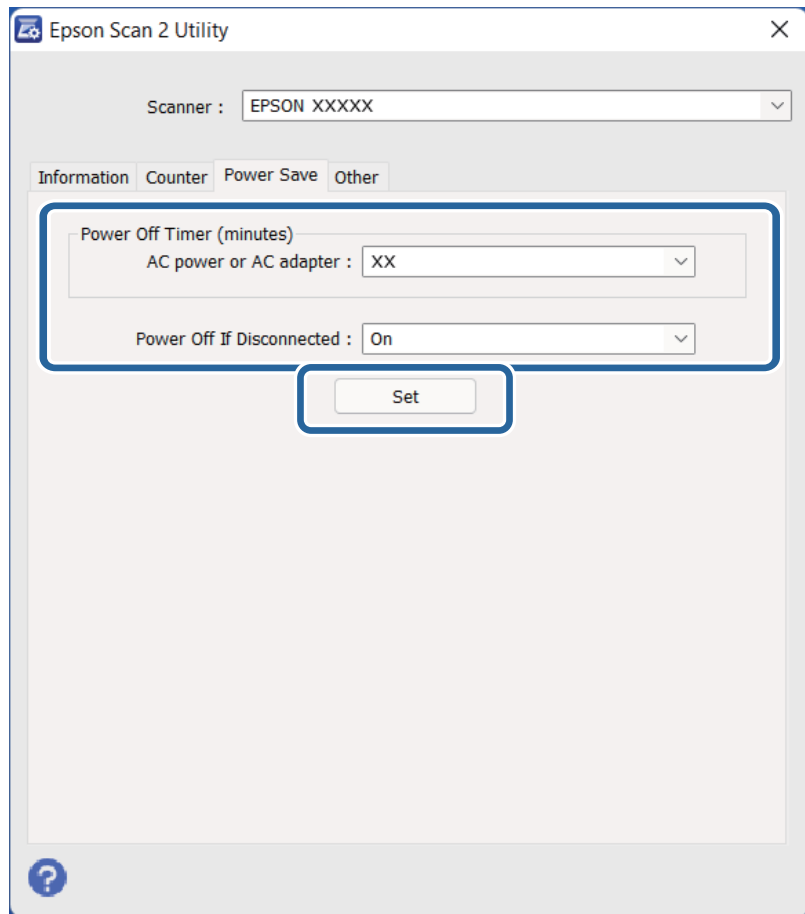 Epson Scan 2 Utility
Scanner : EPSON XXXXX
Information Counter Power Save Other
Power Off Timer (minutes)
AC power or AC adapter : XX
Power Off If Disconnected : On
Set
?